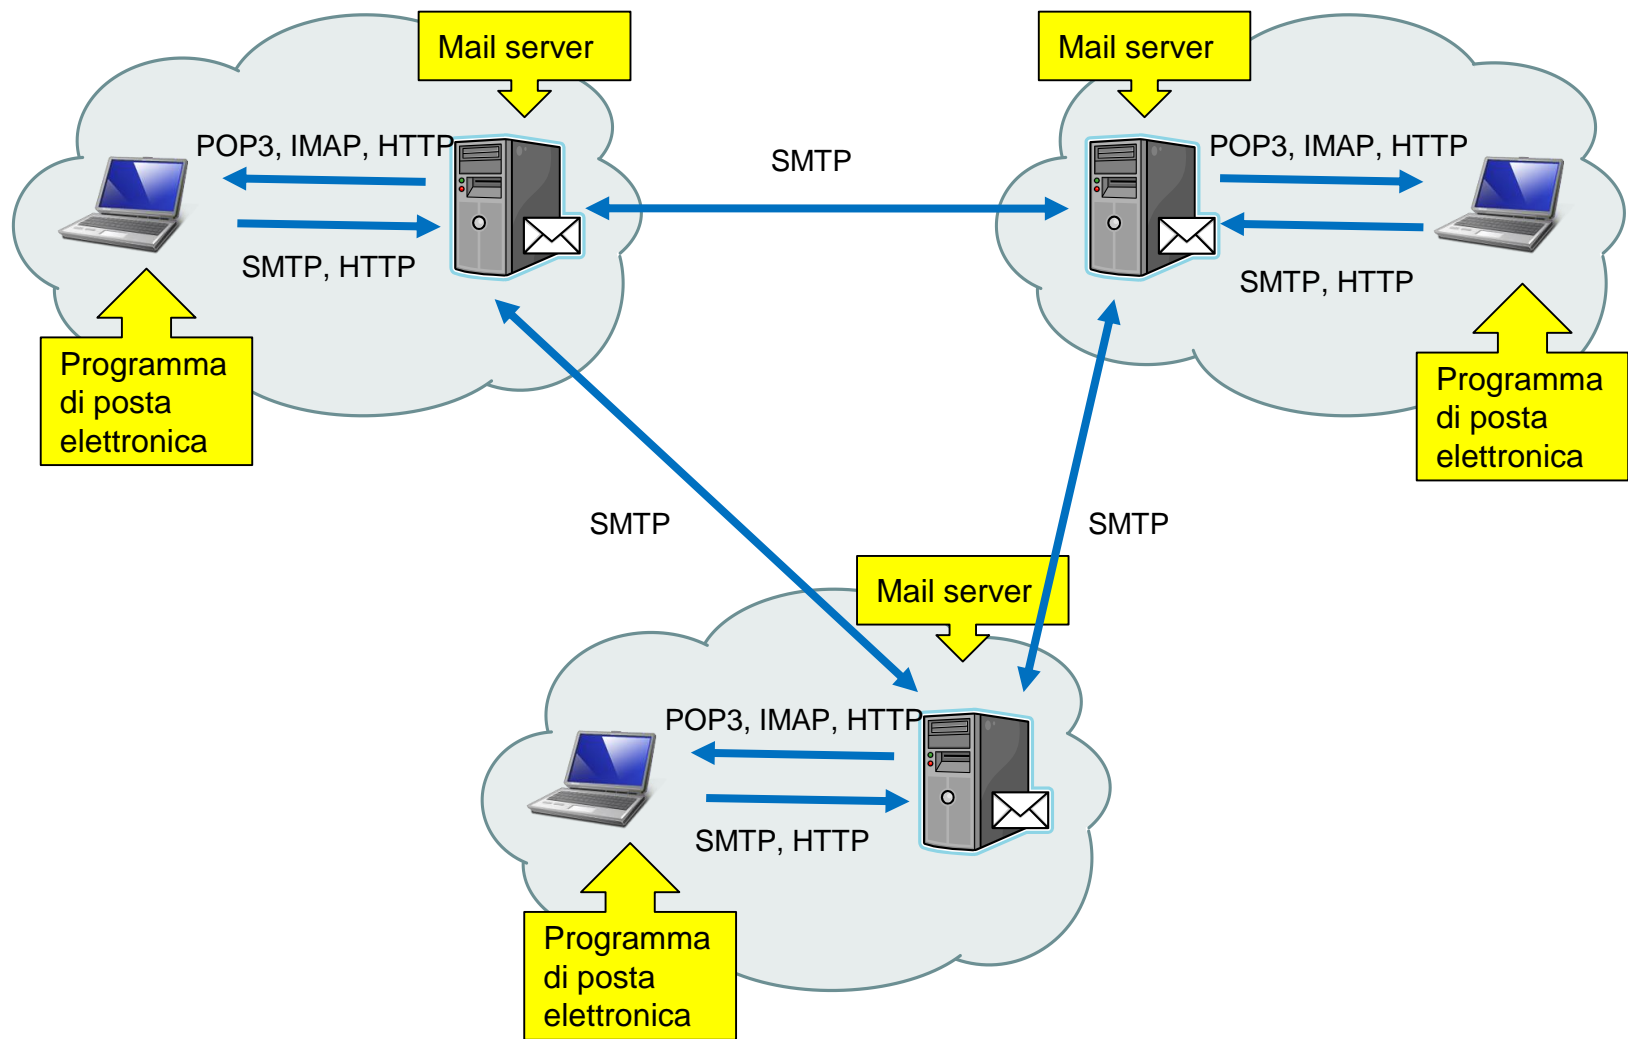 Mail server
Mail server
POP3, IMAP, HTTP
SMTP
POP3, IMAP, HTTP
SMTP, HTTP
SMTP, HTTP
Programma
di posta
elettronica
Programma
di posta
elettronica
SMTP
SMTP
Mail server
POP3, IMAP, HTTP
SMTP, HTTP
Programma
di posta
elettronica